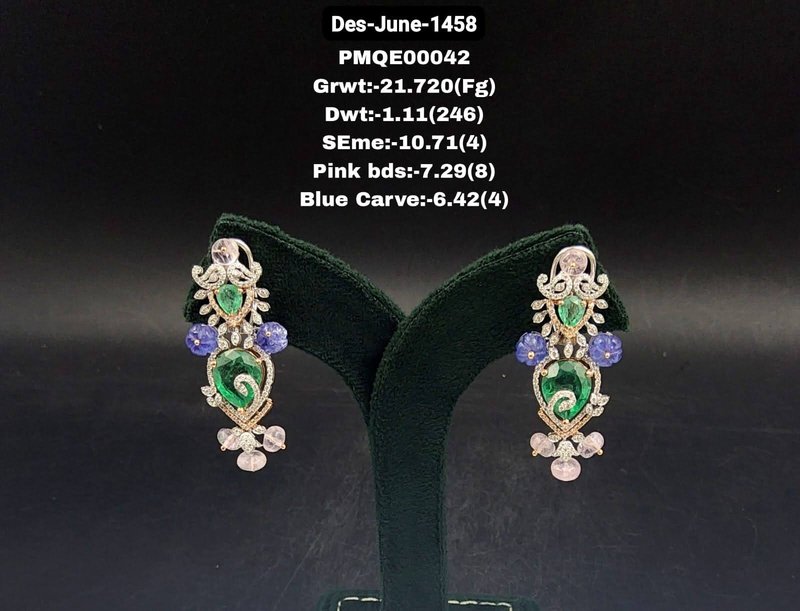 Des-June-1458
PMQE00042
Grwt:-21.720(Fg)
Dwt:-1.11(246)
SEme:-10.71(4)
Pink bds:-7.29(8)
Blue Carve:-6.42(4)